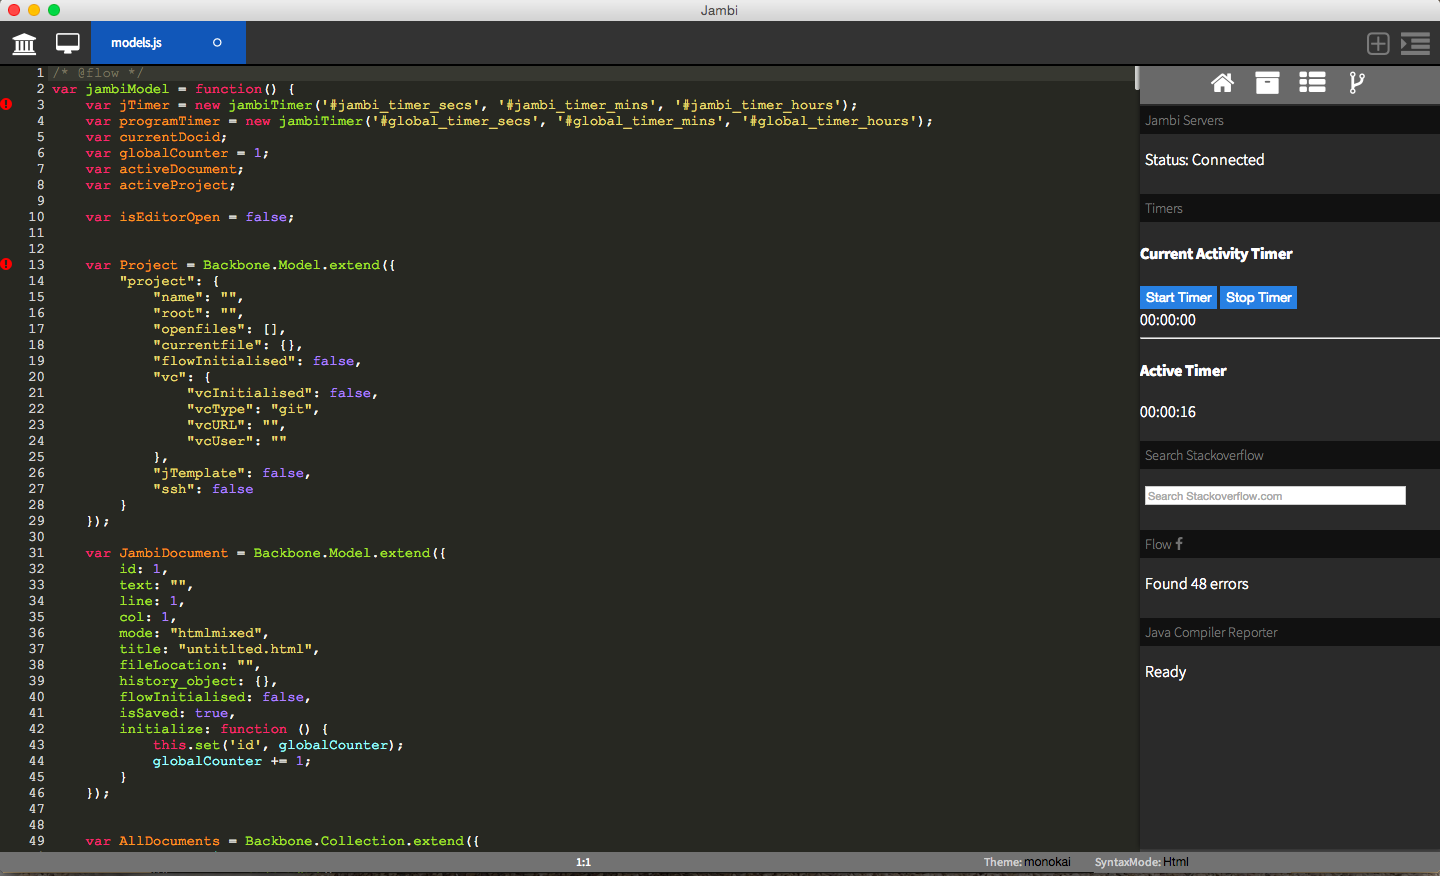 Jambi
models.js
1 /* @flow */
2 var jambiModel = function() {
3 var jTimer = new jambiTimer('#jambi_timer_secs', '#jambi_timer_mins', '#jambi_timer_hours');
4 var programTimer = new jambiTimer('#global_timer_secs', '#global_timer_mins', '#global_timer_hours');
5 var currentDocid;
6 var globalCounter = 1;
7 var activeDocument;
8 var activeProject;
9
10 var isEditorOpen = false;
11
12
13 var Project = Backbone.Model.extend({
14 "project": {
15 "name": "",
16 "root": "",
17 "openfiles": [],
18 "currentfile": {},
19 "flowInitialised": false,
20 "vc": {
21 "vcInitialised": false,
22 "vcType": "git",
23 "vcURL": "",
24 "vcUser": ""
25 },
26 "jTemplate": false,
27 "ssh": false
28 }
29 });
30
31 var JambiDocument = Backbone.Model.extend({
32 id: 1,
33 text: "",
34 line: 1,
35 col: 1,
36 mode: "htmlmixed",
37 title: "untitlted.html",
38 fileLocation: "",
39 history_object: {},
40 flowInitialised: false,
41 isSaved: true,
42 initialize: function () {
43 this.set('id', globalCounter);
44 globalCounter += 1;
45 }
46 });
47
48
49 var AllDocuments = Backbone.Collection.extend({
Jambi Servers
Status: Connected
Timers
Current Activity Timer
Start Timer Stop Timer
00:00:00
Active Timer
00:00:16
Search Stackoverflow
Search Stackoverflow.com
Flow f
Found 48 errors
Java Compiler Reporter
Ready
1:1 Theme: monokai SyntaxMode: Html